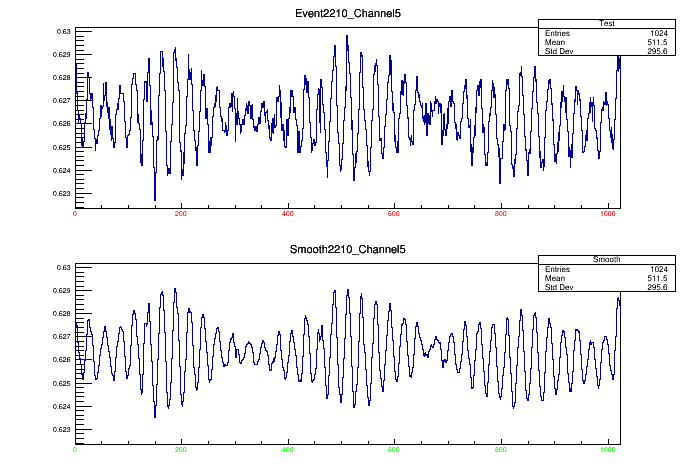 Event2210_Channel5
Test
Entries 1024
Mean 511.5
Std Dev 295.6
0.63
0.629
0.628
0.627
0.626
0.625
0.624
0.623
0 200 400 600 800 1000
Smooth2210_Channel5
Smooth
Entries 1024
Mean 511.5
Std Dev 295.6
0.63
0.629
0.628
0.627
0.626
0.625
0.624
0.623
0 200 400 600 800 1000